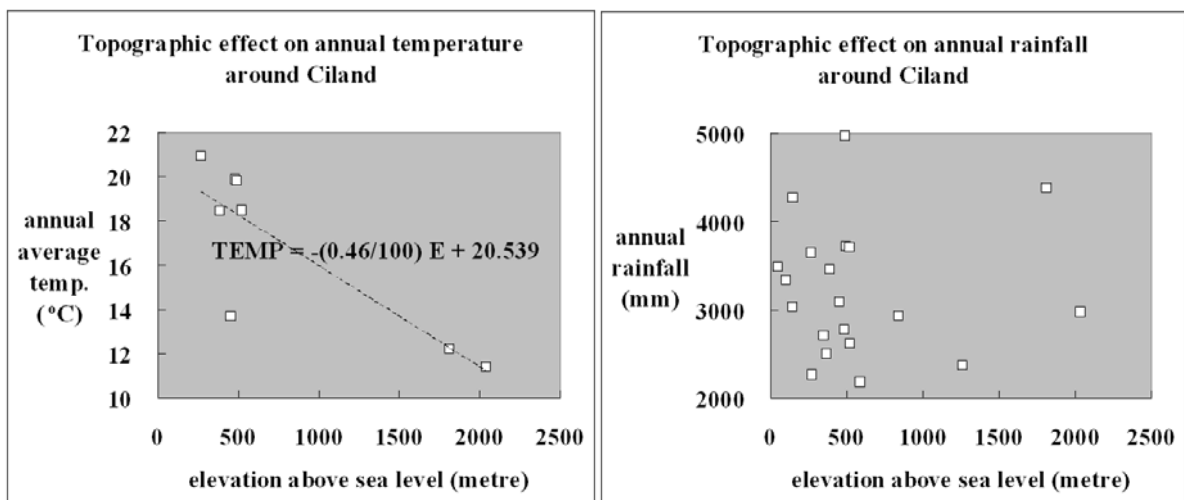 Topographic effect on annual temperature
around Ciland
22
20
18
16
14
12
10
annual
average
temp.
(°C)
TEMP = -(0.46/100) E + 20.539
0 500 1000 1500 2000 2500
elevation above sea level (metre)
Topographic effect on annual rainfall
around Ciland
5000
4000
3000
2000
annual
rainfall
(mm)
0 500 1000 1500 2000 2500
elevation above sea level (metre)